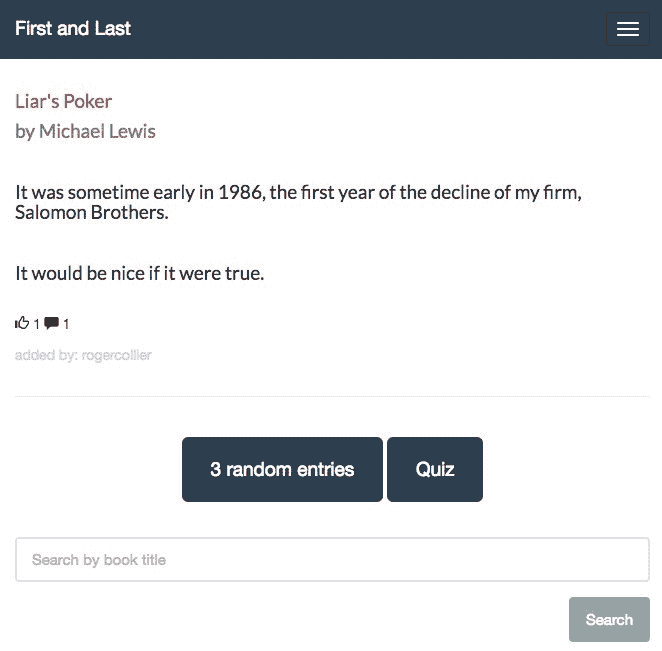 First and Last
Liar's Poker
by Michael Lewis
It was sometime early in 1986, the first year of the decline of my firm,
Salomon Brothers.
It would be nice if it were true.
1 1
added by: rogercollier
3 random entries Quiz
Search by book title
Search